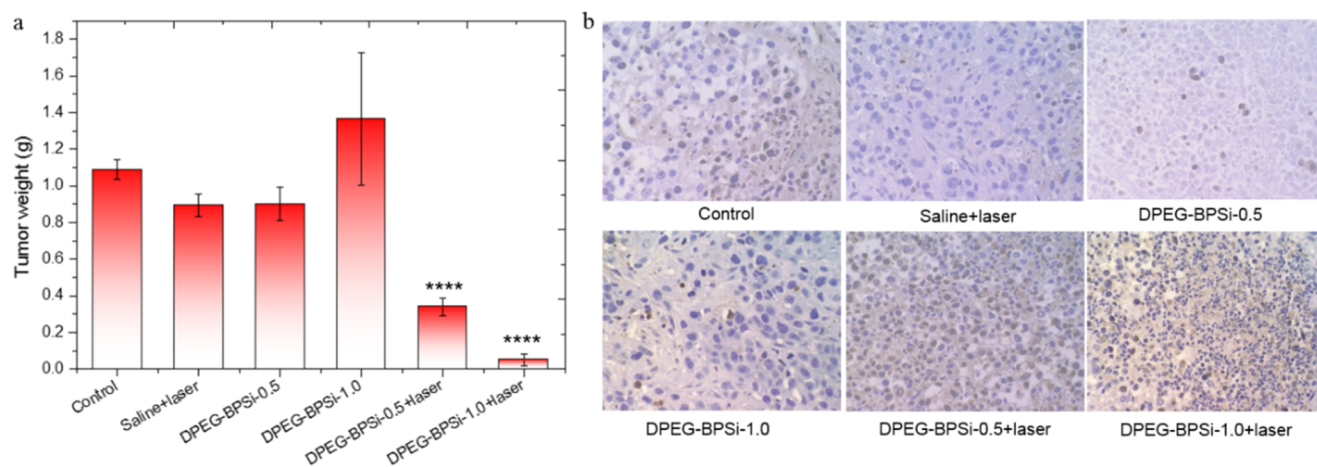 a
Tumor weight (g)
1.8
1.6
1.4
1.2
1.0
0.8
0.6
0.4
0.2
0.0
****
****
Control
Saline+laser
DPEG-BPSi-0.5
DPEG-BPSi-1.0
DPEG-BPSi-0.5+laser
DPEG-BPSi-1.0+laser
b
Control
Saline+laser
DPEG-BPSi-0.5
DPEG-BPSi-1.0
DPEG-BPSi-0.5+laser
DPEG-BPSi-1.0+laser